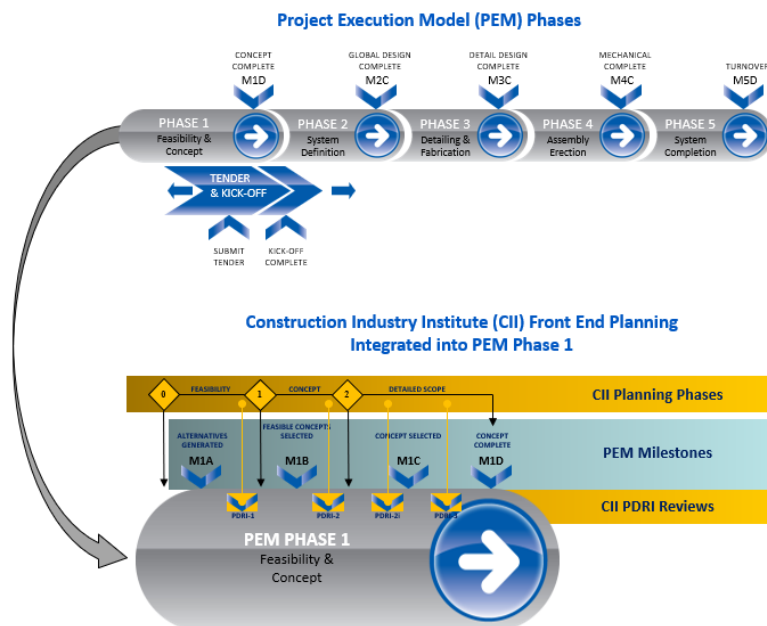 Project Execution Model (PEM) Phases
CONCEPT
COMPLETE
M1D
GLOBAL DESIGN
COMPLETE
M2C
DETAIL DESIGN
COMPLETE
M3C
MECHANICAL
COMPLETE
M4C
TURNOVER
M5D
PHASE 1
Feasibility &
Concept
PHASE 2
System
Definition
PHASE 3
Detailing &
Fabrication
PHASE 4
Assembly
Erection
PHASE 5
System
Completion
TENDER
& KICK-OFF
SUBMIT
TENDER
KICK-OFF
COMPLETE
Construction Industry Institute (CII) Front End Planning
Integrated into PEM Phase 1
0
FEASIBILITY
1
CONCEPT
2
DETAILED SCOPE
CII Planning Phases
ALTERNATIVES
GENERATED
M1A
FEASIBLE CONCEPTS
SELECTED
M1B
CONCEPT SELECTED
M1C
CONCEPT
COMPLETE
M1D
PEM Milestones
PDRI-1
PDRI-2
PDRI-2i
PDRI-3
CII PDRI Reviews
PEM PHASE 1
Feasibility &
Concept